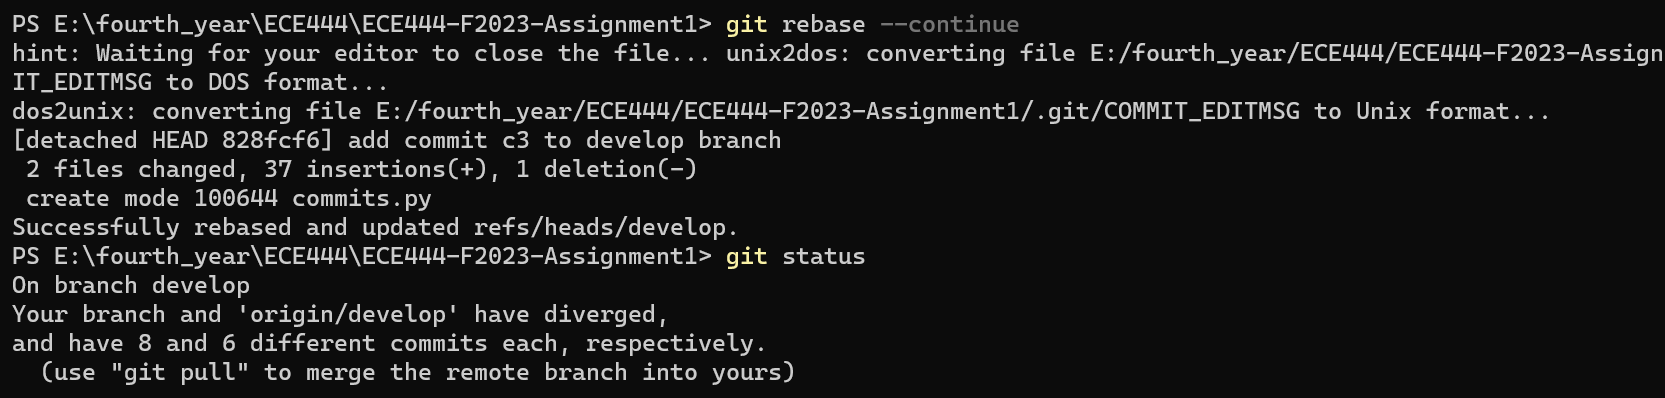 PS E:\fourth_year\ECE444\ECE444-F2023-Assignment1> git rebase --continue
hint: Waiting for your editor to close the file... unix2dos: converting file E:/fourth_year/ECE444/ECE444-F2023-Assign
IT_EDITMSG to DOS format...
dos2unix: converting file E:/fourth_year/ECE444/ECE444-F2023-Assignment1/.git/COMMIT_EDITMSG to Unix format...
[detached HEAD 828fcf6] add commit c3 to develop branch
 2 files changed, 37 insertions(+), 1 deletion(-)
 create mode 100644 commits.py
Successfully rebased and updated refs/heads/develop.
PS E:\fourth_year\ECE444\ECE444-F2023-Assignment1> git status
On branch develop
Your branch and 'origin/develop' have diverged,
and have 8 and 6 different commits each, respectively.
  (use "git pull" to merge the remote branch into yours)